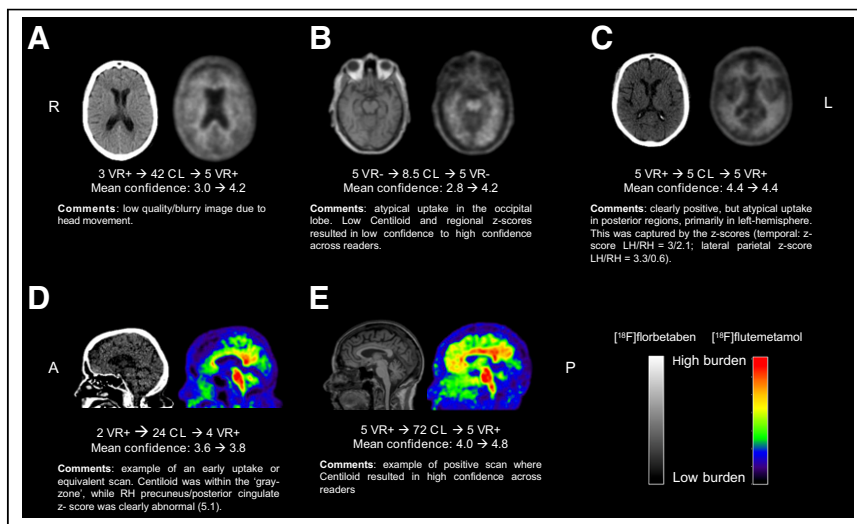 A
B
C
R
L
3 VR+ → 42 CL → 5 VR+
Mean confidence: 3.0 → 4.2
Comments: low quality/blurry image due to
head movement.
5 VR- → 8.5 CL → 5 VR-
Mean confidence: 2.8 → 4.2
Comments: atypical uptake in the occipital
lobe. Low Centiloid and regional z-scores
resulted in low confidence to high confidence
across readers.
5 VR+ → 5 CL → 5 VR+
Mean confidence: 4.4 → 4.4
Comments: clearly positive, but atypical uptake
in posterior regions, primarily in left-hemisphere.
This was captured by the z-scores (temporal: z-
score LH/RH = 3/2.1; lateral parietal z-score
LH/RH = 3.3/0.6).
D
E
A
P
2 VR+ → 24 CL → 4 VR+
Mean confidence: 3.6 → 3.8
Comments: example of an early uptake or
equivalent scan. Centiloid was within the ‘gray-
zone’, while RH precuneus/posterior cingulate
z- score was clearly abnormal (5.1).
5 VR+ → 72 CL → 5 VR+
Mean confidence: 4.0 → 4.8
Comments: example of positive scan where
Centiloid resulted in high confidence across
readers
[¹⁸F]florbetaben [¹⁸F]flutemetamol
High burden
Low burden